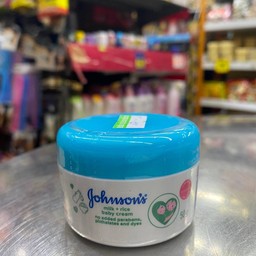 Johnson's
milk + rice
baby cream
no added parabens,
phthalates and dyes